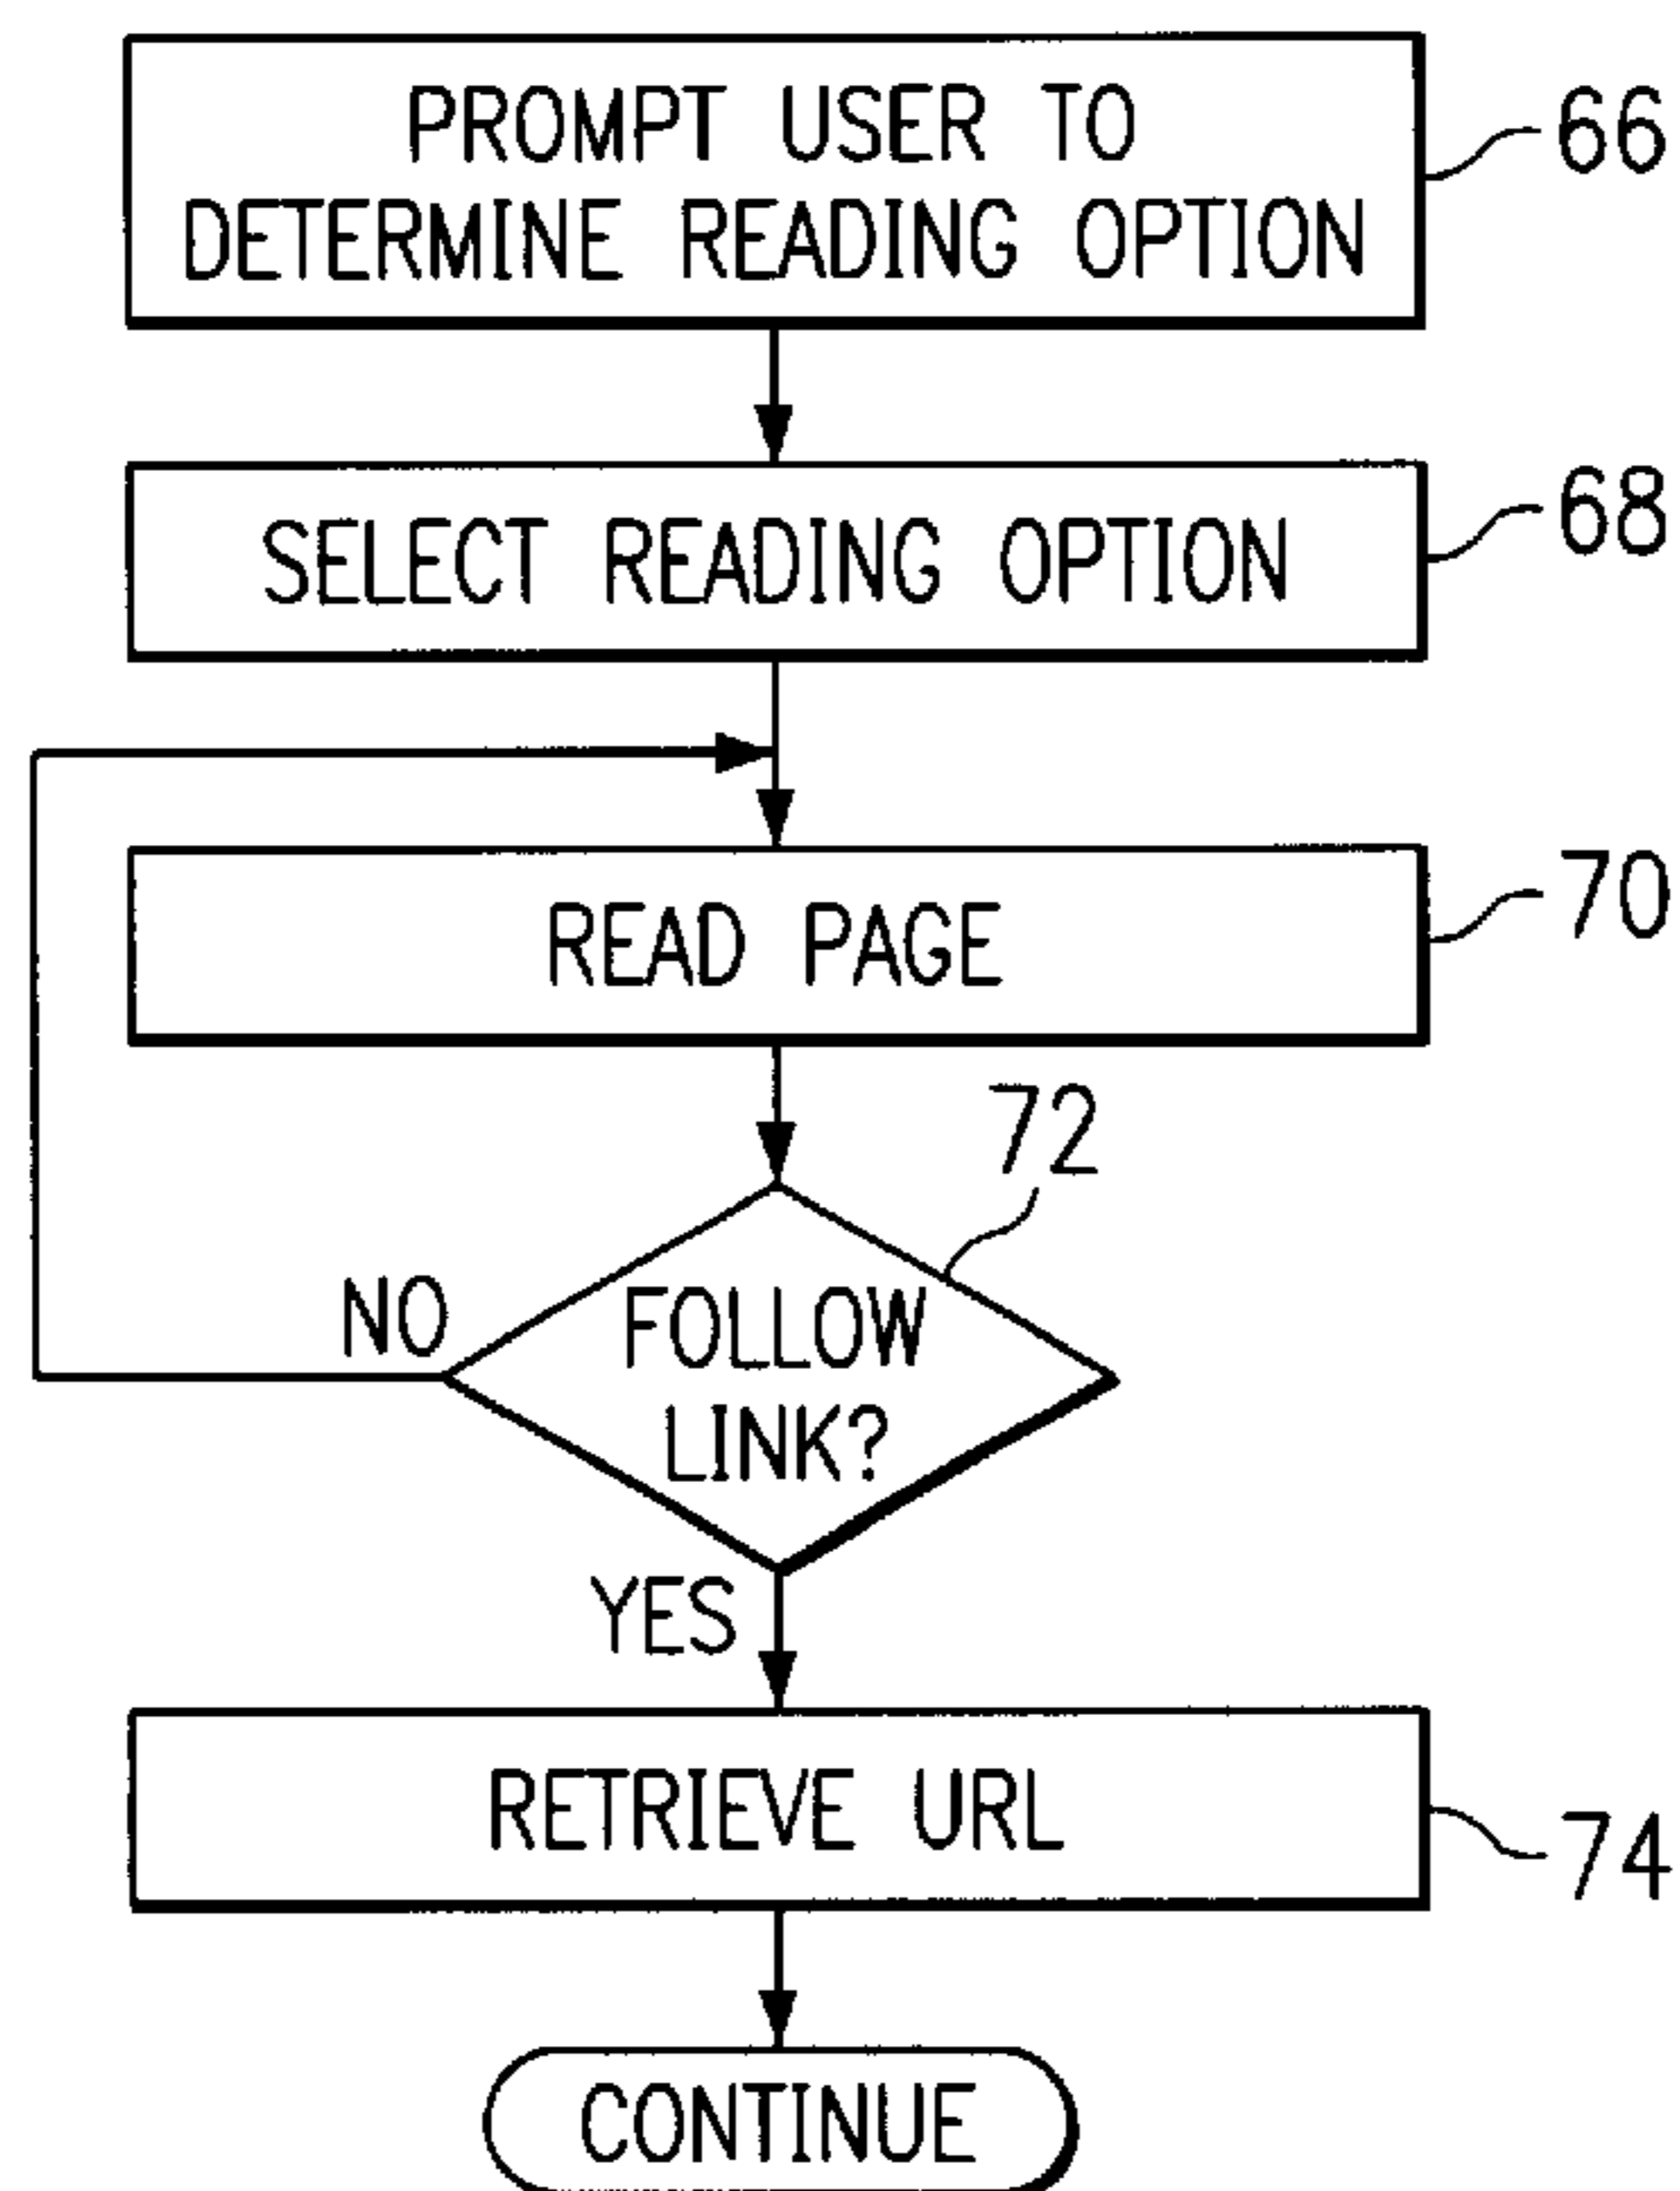 PROMPT USER TO
DETERMINE READING OPTION
66
SELECT READING OPTION
68
READ PAGE
70
72
NO
FOLLOW
LINK?
YES
RETRIEVE URL
74
CONTINUE